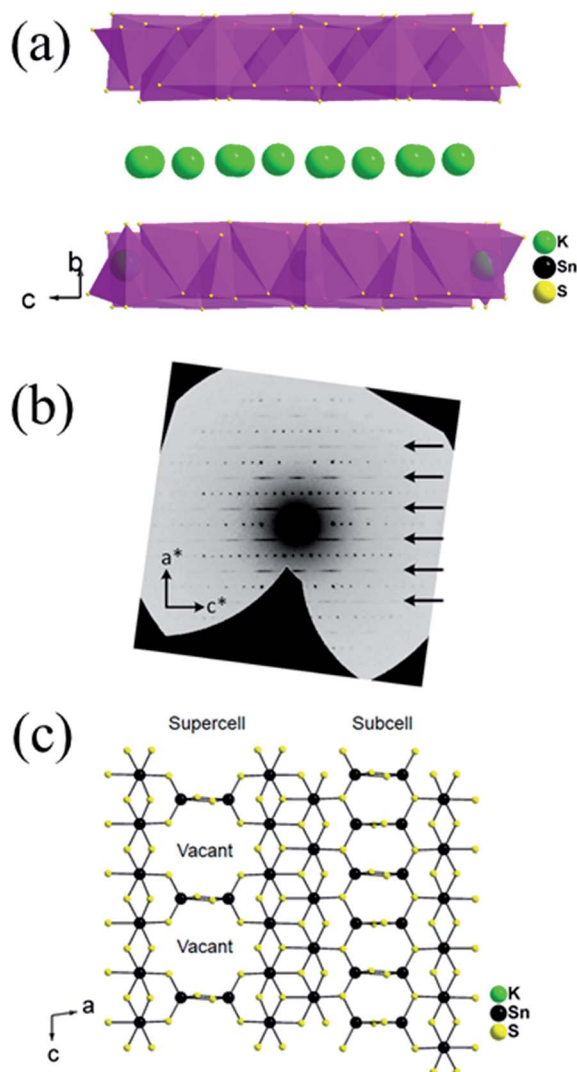 (a)
b
c
K
Sn
S
(b)
a*
c*
(c)
Supercell Subcell
Vacant
Vacant
a
c
K
Sn
S